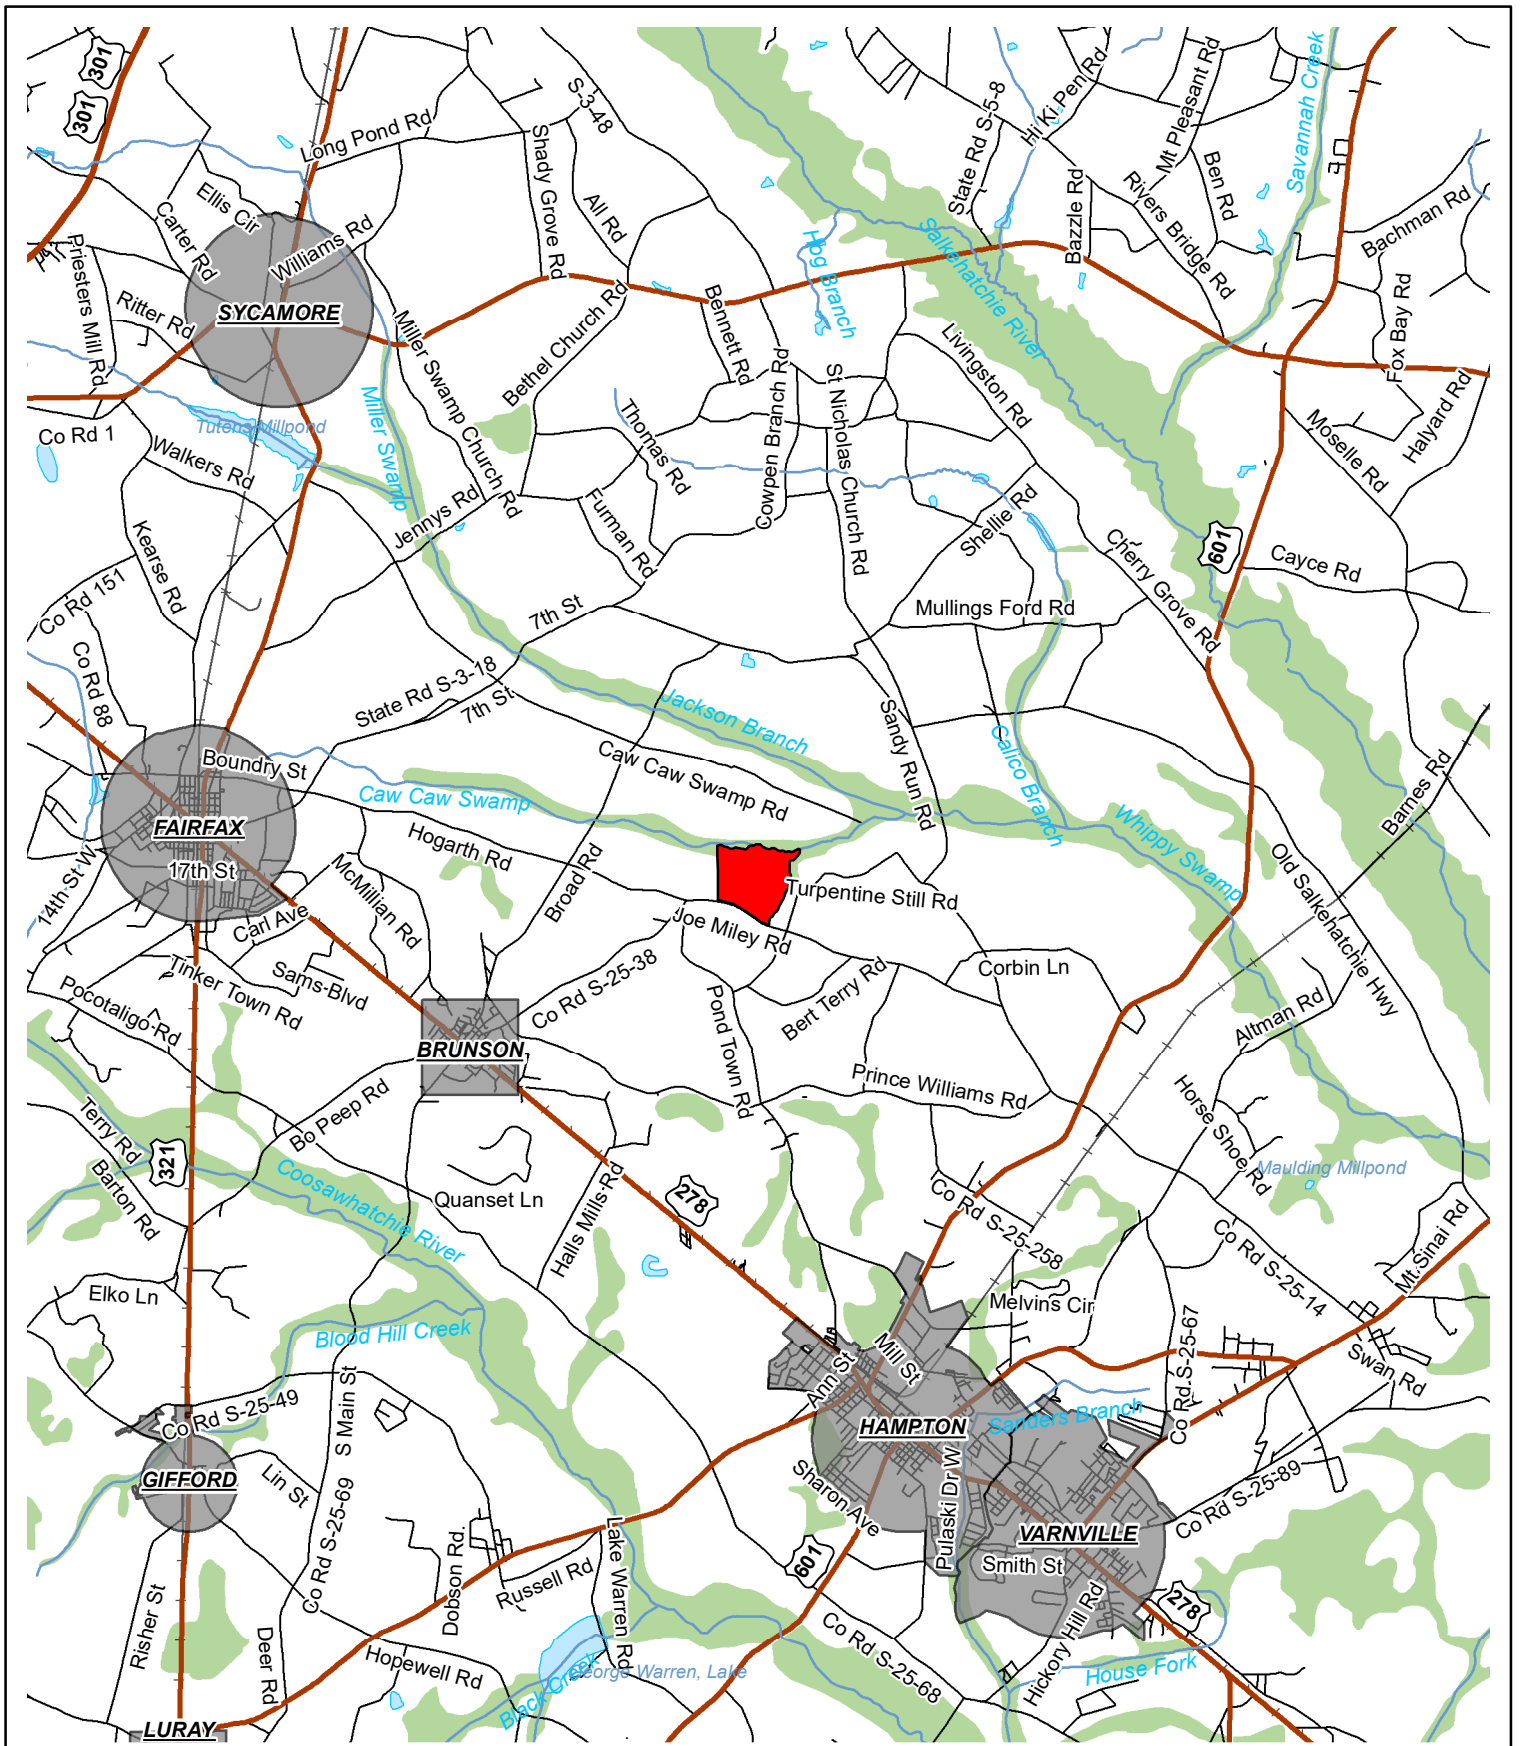 301
301
S-3-48
Long Pond Rd
Shady Grove Rd
State Rd S-5-8
Hi Ki Pen Rd
Mt Pleasant Rd
Savannah Creek
Ben Rd
Rivers Bridge Rd
Bazzle Rd
Bachman Rd
Ellis Cir
Carter Rd
Williams Rd
All Rd
Hog Branch
Salkehatchie River
Priesters Mill Rd
Ritter Rd
SYCAMORE
Miller Swamp Church Rd
Bethel Church Rd
Bennett Rd
Cowpen Branch Rd
St Nicholas Church Rd
Livingston Rd
Fox Bay Rd
Halyard Rd
Moselle Rd
Co Rd 1
Tutens Millpond
Miller Swamp
Walkers Rd
Thomas Rd
Jennys Rd
Furman Rd
Shellie Rd
Cherry Grove Rd
601
Cayce Rd
Kearse Rd
Co Rd 151
7th St
Mullings Ford Rd
Co Rd 88
State Rd S-3-18
7th St
Jackson Branch
Sandy Run Rd
Calico Branch
Boundry St
Caw Caw Swamp
Caw Caw Swamp Rd
Whippy Swamp
Barnes Rd
FAIRFAX
Hogarth Rd
Broad Rd
17th St
14th St W
Carl Ave
McMillian Rd
Turpentine Still Rd
Joe Miley Rd
Old Salkehatchie Hwy
Tinker Town Rd
Sams Blvd
Pocotaligo Rd
Co Rd S-25-38
Pond Town Rd
Bert Terry Rd
Corbin Ln
Altman Rd
BRUNSON
Prince Williams Rd
Horse Shoe Rd
Terry Rd
Barton Rd
321
Bo Peep Rd
Coosawhatchie River
Quanset Ln
Halls Mills Rd
278
Maulding Millpond
Co Rd S-25-258
Co Rd S-25-14
Mt Sinai Rd
Elko Ln
Blood Hill Creek
Melvins Cir
Co Rd S-25-67
Mill St
Ann St
Swan Rd
Co Rd S-25-49
S Main St
HAMPTON
Sanders Branch
GIFFORD
Lin St
Sharon Ave
Pulaski Dr W
Co Rd S-25-89
Co Rd S-25-69
VARNVILLE
Smith St
Dobson Rd
Russell Rd
Lake Warren Rd
601
278
Risher St
Deer Rd
Hopewell Rd
Black Creek
George Warren, Lake
Co Rd S-25-68
Hickory Hill Rd
House Fork
LURAY